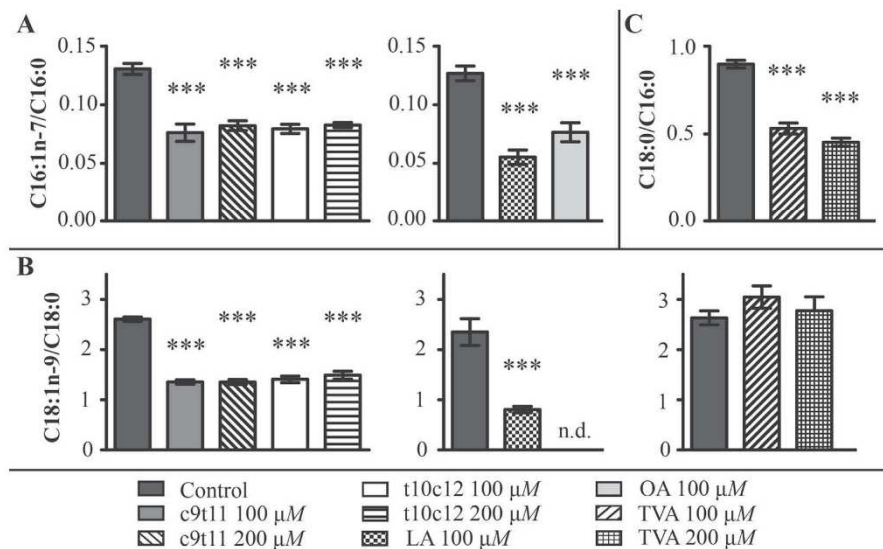 A
C16:1n-7/C16:0
0.15
0.10
0.05
0.00
***
***
***
***
0.15
0.10
0.05
0.00
***
***
C
C18:0/C16:0
1.0
0.5
0.0
***
***
B
C18:1n-9/C18:0
3
2
1
0
***
***
***
***
3
2
1
0
***
n.d.
3
2
1
0
Control
c9t11 100 μM
c9t11 200 μM
t10c12 100 μM
t10c12 200 μM
LA 100 μM
OA 100 μM
TVA 100 μM
TVA 200 μM